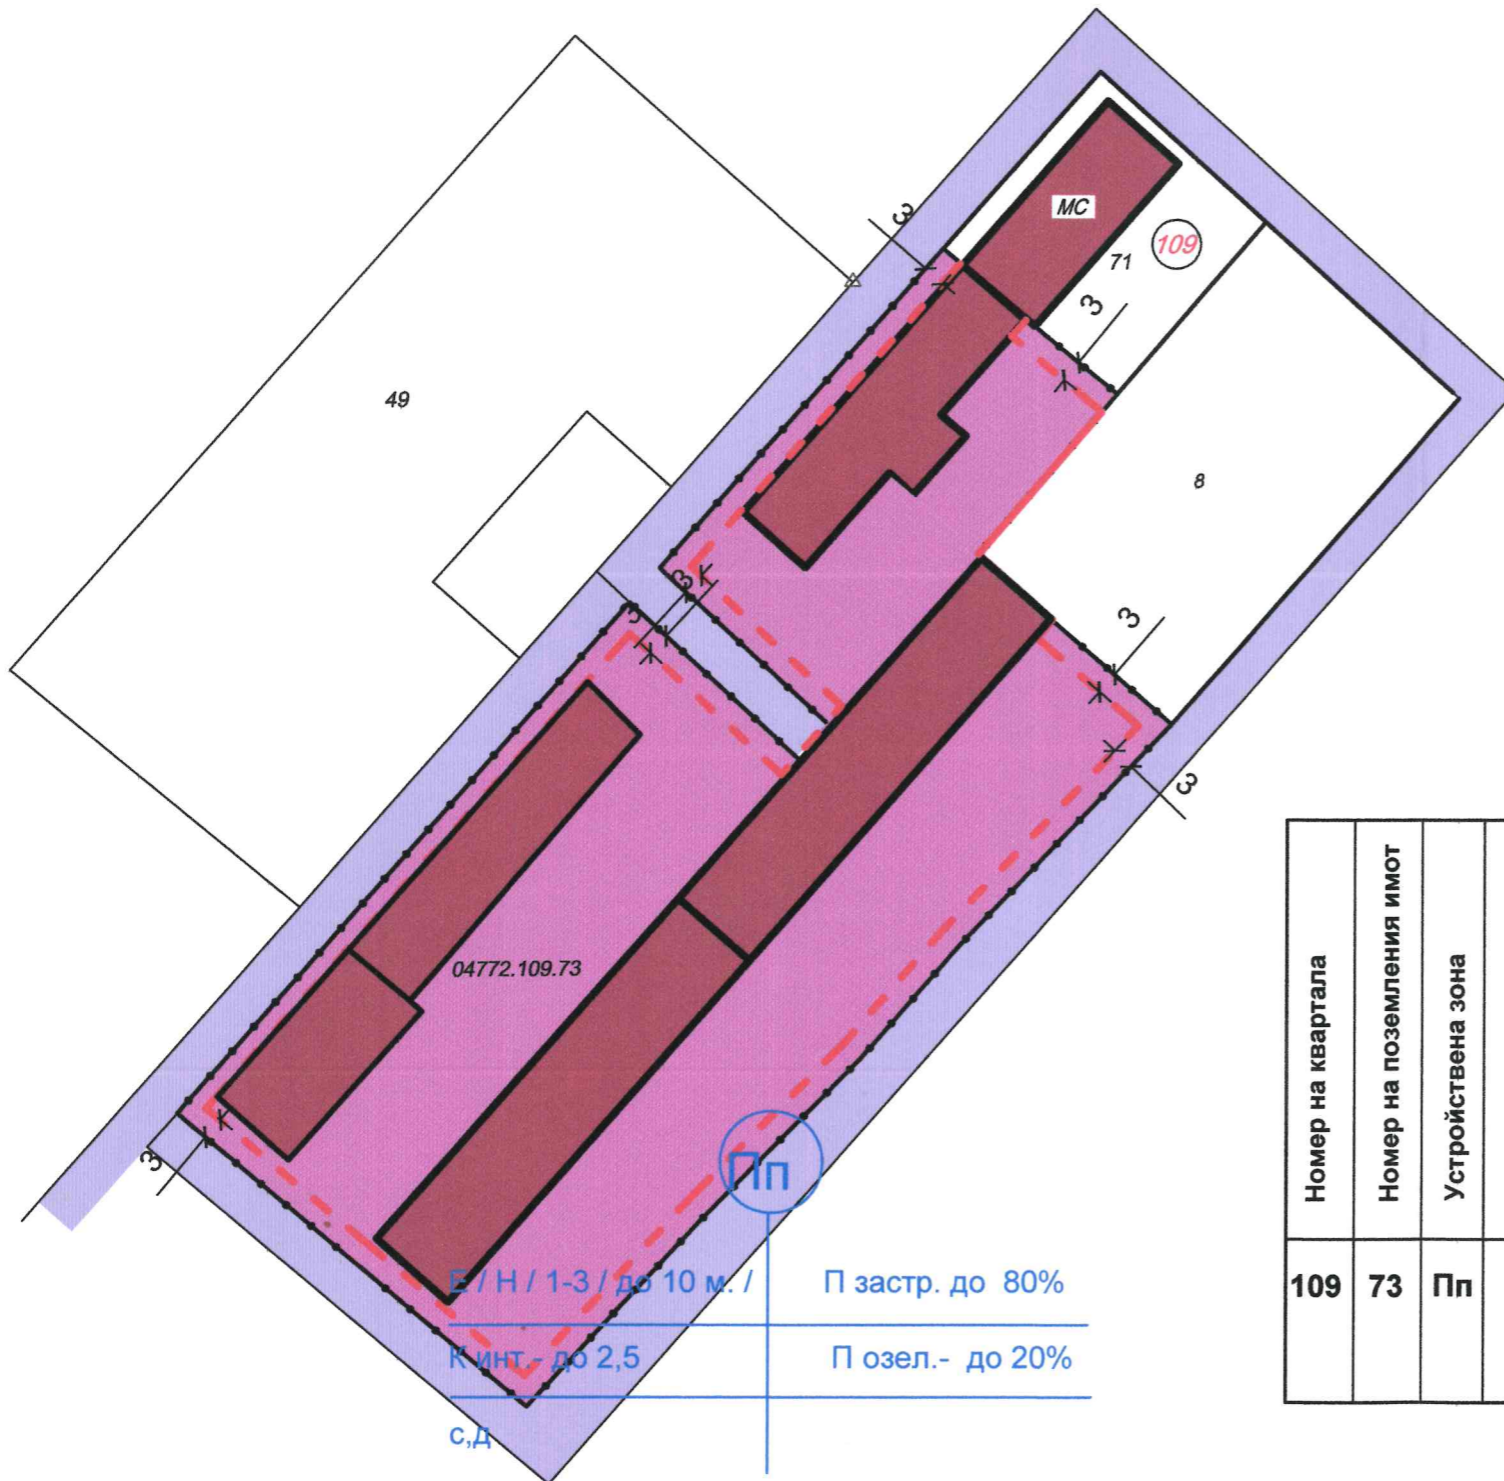 3
МС
109
71
3
49
8
3
3
3
3
04772.109.73
3
Пп
Е / Н / 1-3 / до 10 м. /
П застр. до 80%
К инт.- до 2,5
П озел.- до 20%
с,д
Номер на квартала
Номер на поземления имот
Устройствена зона
109
73
Пп